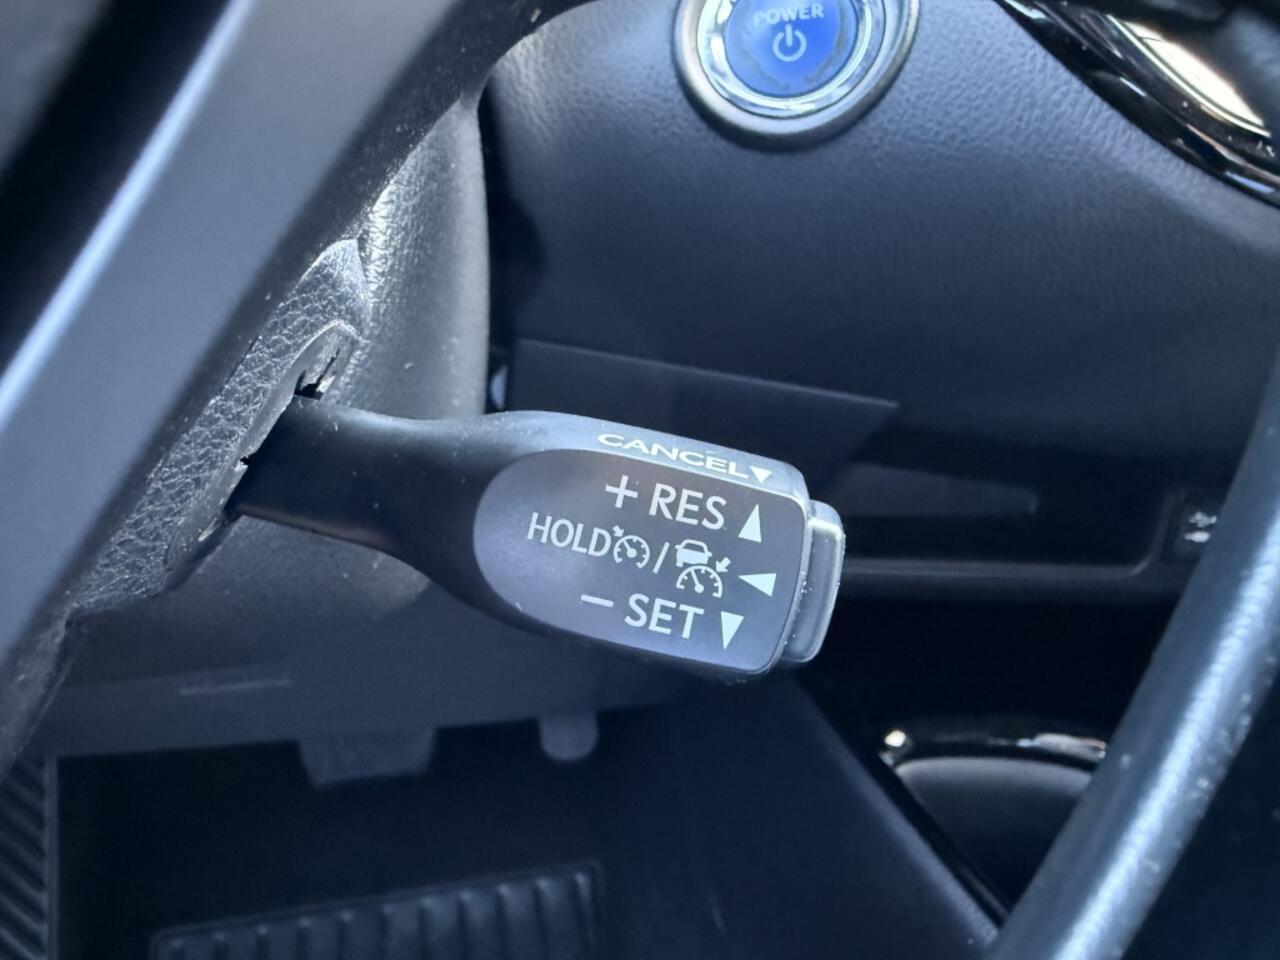 POWER
CANCEL▼
+ RES ▲
HOLD / ◀
− SET ▼